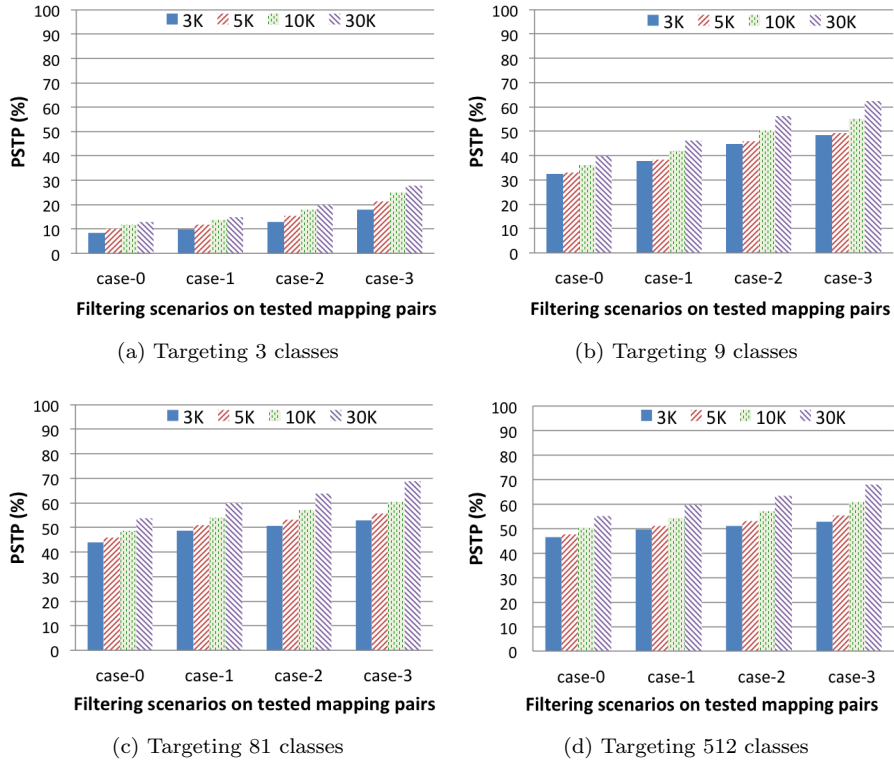 3K 5K 10K 30K
100
90
80
70
60
50
40
30
20
10
0
PSTP (%)
case-0 case-1 case-2 case-3
Filtering scenarios on tested mapping pairs
(a) Targeting 3 classes
3K 5K 10K 30K
100
90
80
70
60
50
40
30
20
10
0
PSTP (%)
case-0 case-1 case-2 case-3
Filtering scenarios on tested mapping pairs
(b) Targeting 9 classes
3K 5K 10K 30K
100
90
80
70
60
50
40
30
20
10
0
PSTP (%)
case-0 case-1 case-2 case-3
Filtering scenarios on tested mapping pairs
(c) Targeting 81 classes
3K 5K 10K 30K
100
90
80
70
60
50
40
30
20
10
0
PSTP (%)
case-0 case-1 case-2 case-3
Filtering scenarios on tested mapping pairs
(d) Targeting 512 classes